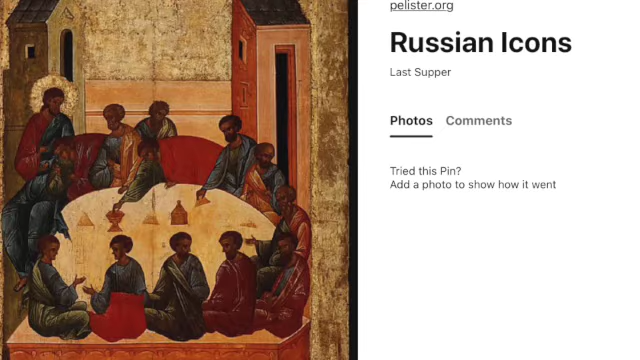 pelister.org
Russian Icons
Last Supper
Photos Comments
Tried this Pin?
Add a photo to show how it went